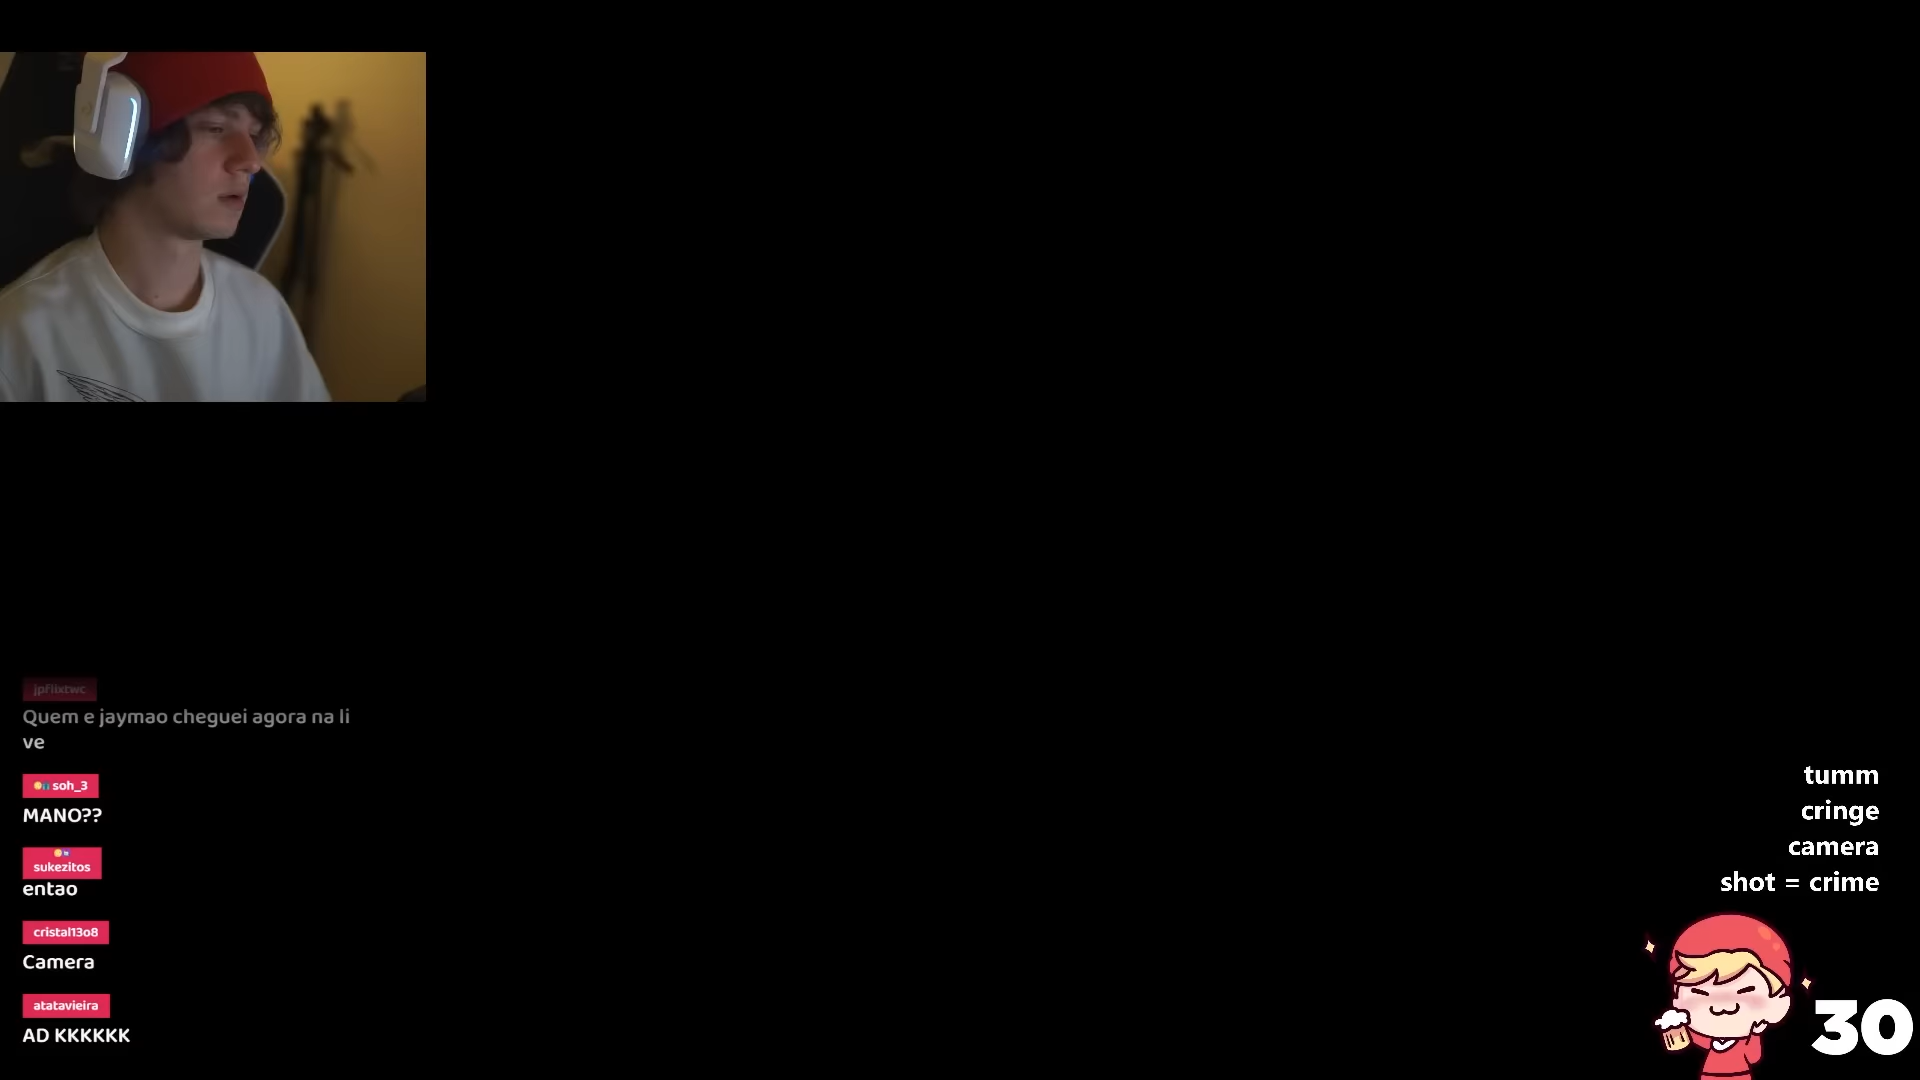 jpflixtwc
Quem e jaymao cheguei agora na li
ve
soh_3
MANO??
sukezitos
entao
cristal13o8
Camera
atatavieira
AD KKKKKK
tumm
cringe
camera
shot = crime
30